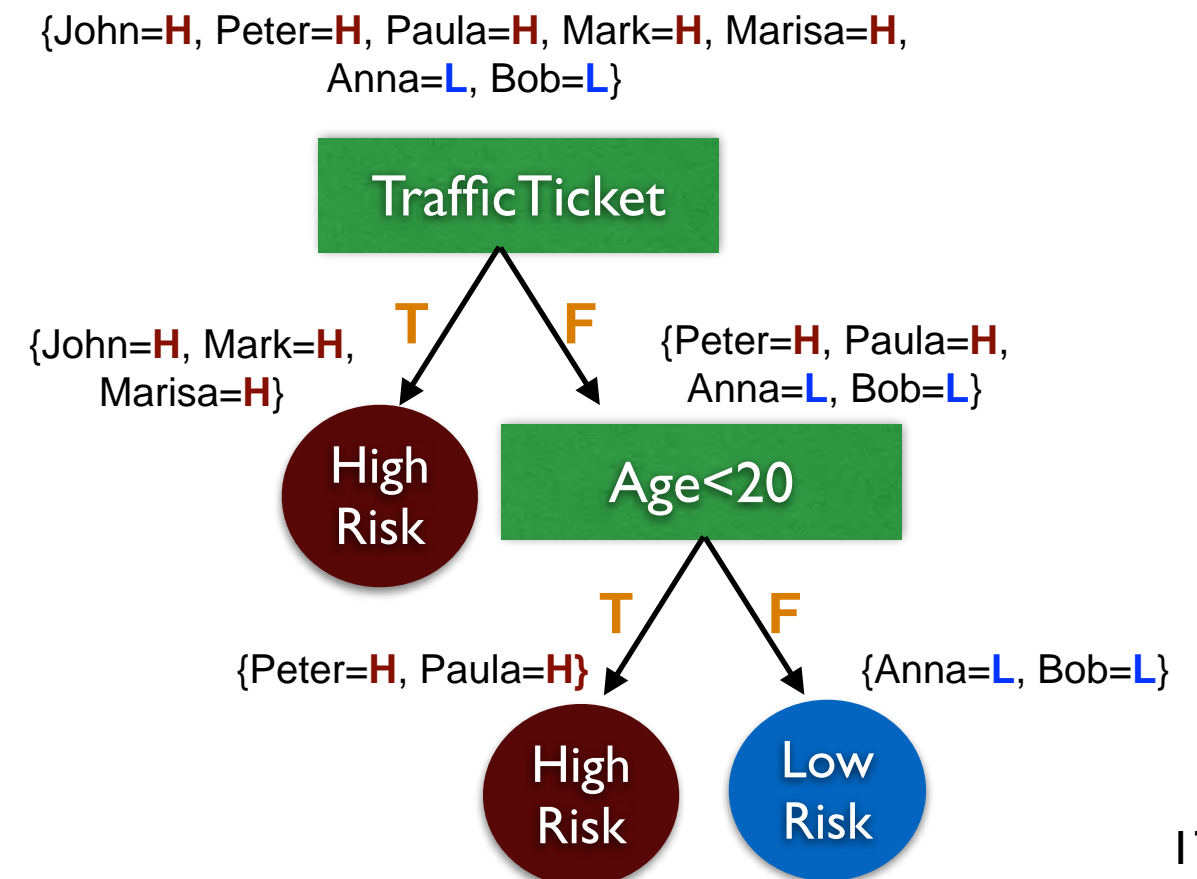 {John=H, Peter=H, Paula=H, Mark=H, Marisa=H,
Anna=L, Bob=L}
TrafficTicket
T
F
{John=H, Mark=H,
Marisa=H}
{Peter=H, Paula=H,
Anna=L, Bob=L}
High
Risk
Age<20
T
F
{Peter=H, Paula=H}
{Anna=L, Bob=L}
High
Risk
Low
Risk